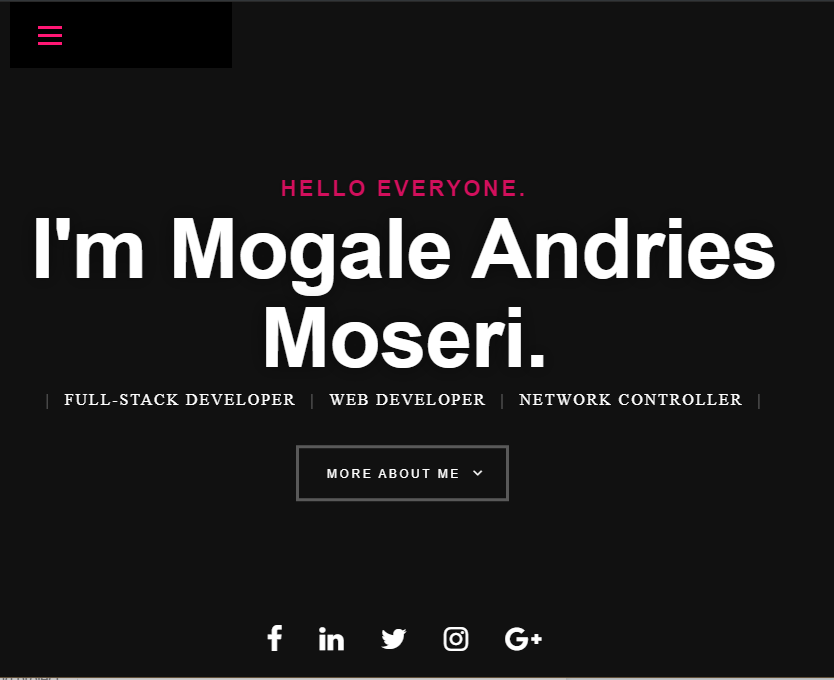 HELLO EVERYONE.
I'm Mogale Andries
Moseri.
| FULL-STACK DEVELOPER | WEB DEVELOPER | NETWORK CONTROLLER |
MORE ABOUT ME